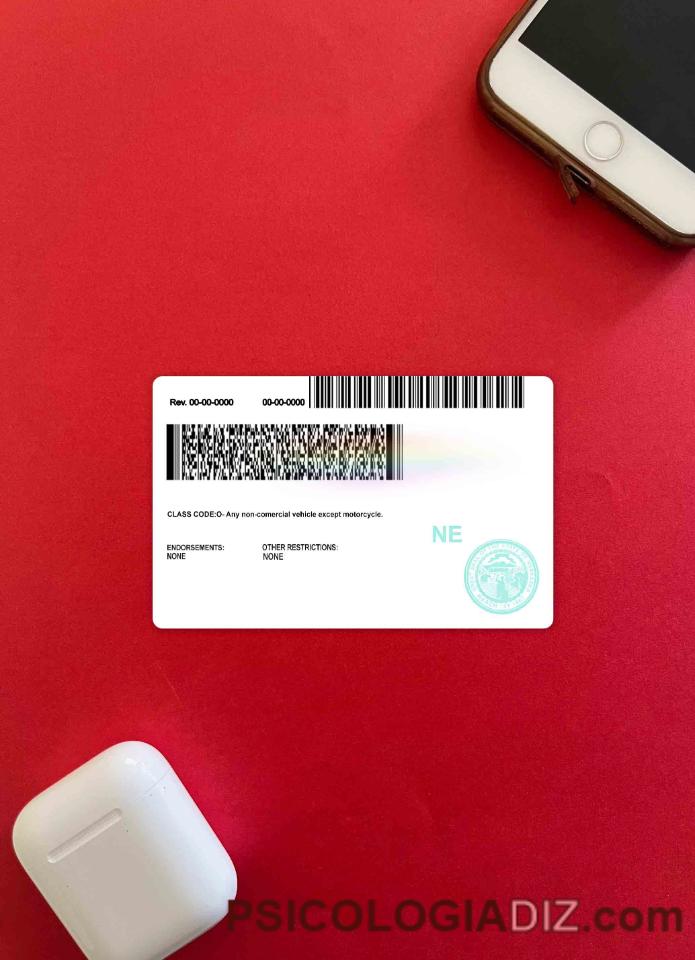 Rev. 00-00-0000 00-00-0000
CLASS CODE:O- Any non-comercial vehicle except motorcycle.
NE
ENDORSEMENTS: OTHER RESTRICTIONS:
NONE NONE
PSICOLOGIADIZ.com